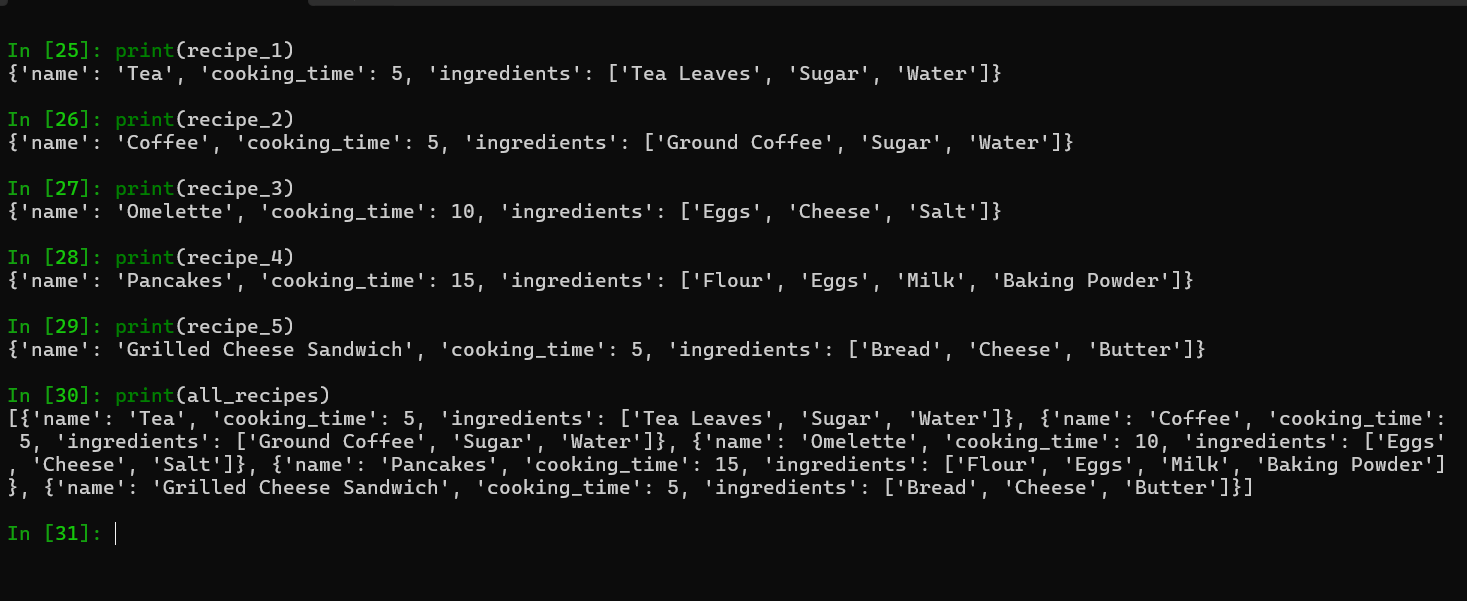 In [25]: print(recipe_1)
{'name': 'Tea', 'cooking_time': 5, 'ingredients': ['Tea Leaves', 'Sugar', 'Water']}
In [26]: print(recipe_2)
{'name': 'Coffee', 'cooking_time': 5, 'ingredients': ['Ground Coffee', 'Sugar', 'Water']}
In [27]: print(recipe_3)
{'name': 'Omelette', 'cooking_time': 10, 'ingredients': ['Eggs', 'Cheese', 'Salt']}
In [28]: print(recipe_4)
{'name': 'Pancakes', 'cooking_time': 15, 'ingredients': ['Flour', 'Eggs', 'Milk', 'Baking Powder']}
In [29]: print(recipe_5)
{'name': 'Grilled Cheese Sandwich', 'cooking_time': 5, 'ingredients': ['Bread', 'Cheese', 'Butter']}
In [30]: print(all_recipes)
[{'name': 'Tea', 'cooking_time': 5, 'ingredients': ['Tea Leaves', 'Sugar', 'Water']}, {'name': 'Coffee', 'cooking_time':
 5, 'ingredients': ['Ground Coffee', 'Sugar', 'Water']}, {'name': 'Omelette', 'cooking_time': 10, 'ingredients': ['Eggs'
, 'Cheese', 'Salt']}, {'name': 'Pancakes', 'cooking_time': 15, 'ingredients': ['Flour', 'Eggs', 'Milk', 'Baking Powder']
}, {'name': 'Grilled Cheese Sandwich', 'cooking_time': 5, 'ingredients': ['Bread', 'Cheese', 'Butter']}]
In [31]: